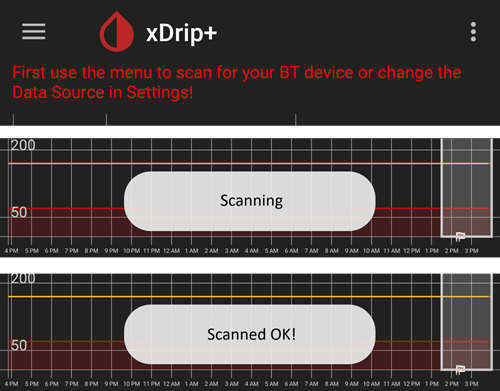 xDrip+
First use the menu to scan for your BT device or change the
Data Source in Settings!
200
Scanning
50
4 PM 5 PM 6 PM 7 PM 8 PM 9 PM 10 PM 11 PM 12 AM 1 AM 2 AM 3 AM 4 AM 5 AM 6 AM 7 AM 8 AM 9 AM 10 AM 11 AM 12 PM 1 PM 2 PM 3 PM
200
Scanned OK!
50
4 PM 5 PM 6 PM 7 PM 8 PM 9 PM 10 PM 11 PM 12 AM 1 AM 2 AM 3 AM 4 AM 5 AM 6 AM 7 AM 8 AM 9 AM 10 AM 11 AM 12 PM 1 PM 2 PM 3 PM